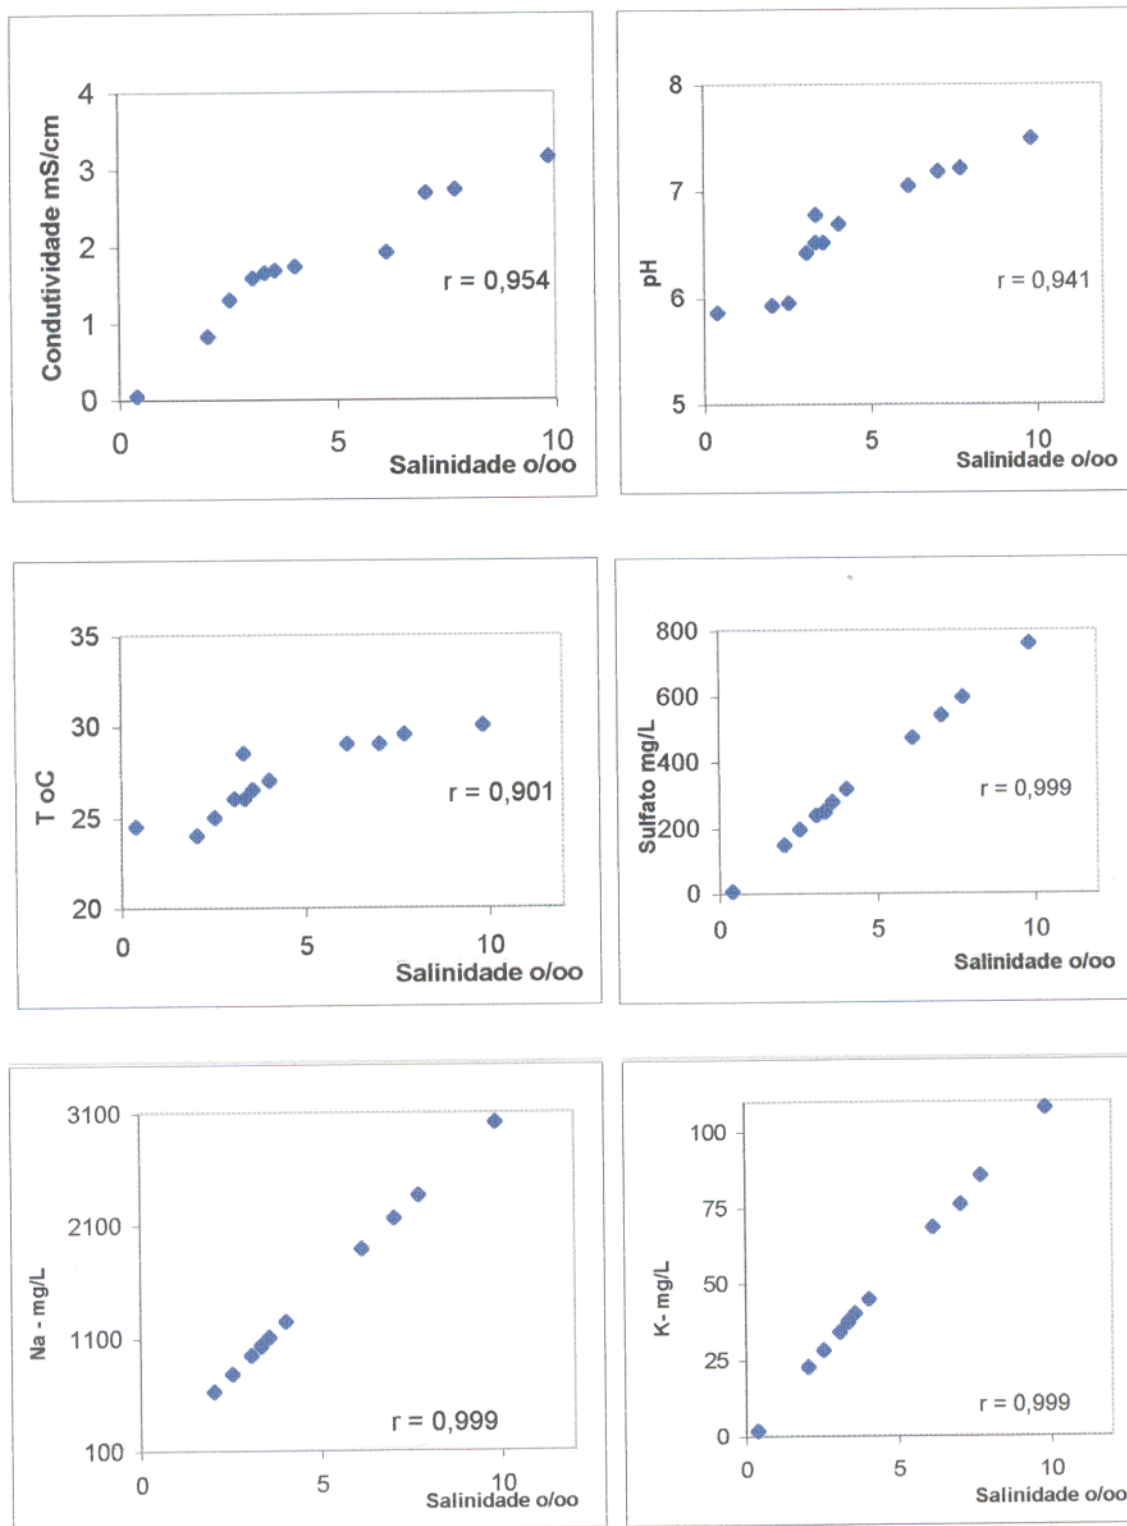 4
3
2
1
0
Condutividade mS/cm
r = 0,954
0 5 10
Salinidade o/oo
8
7
6
5
pH
r = 0,941
0 5 10
Salinidade o/oo
35
30
25
20
T oC
r = 0,901
0 5 10
Salinidade o/oo
800
600
400
200
0
Sulfato mg/L
r = 0,999
0 5 10
Salinidade o/oo
3100
2100
1100
100
Na - mg/L
r = 0,999
0 5 10
Salinidade o/oo
100
75
50
25
0
K- mg/L
r = 0,999
0 5 10
Salinidade o/oo